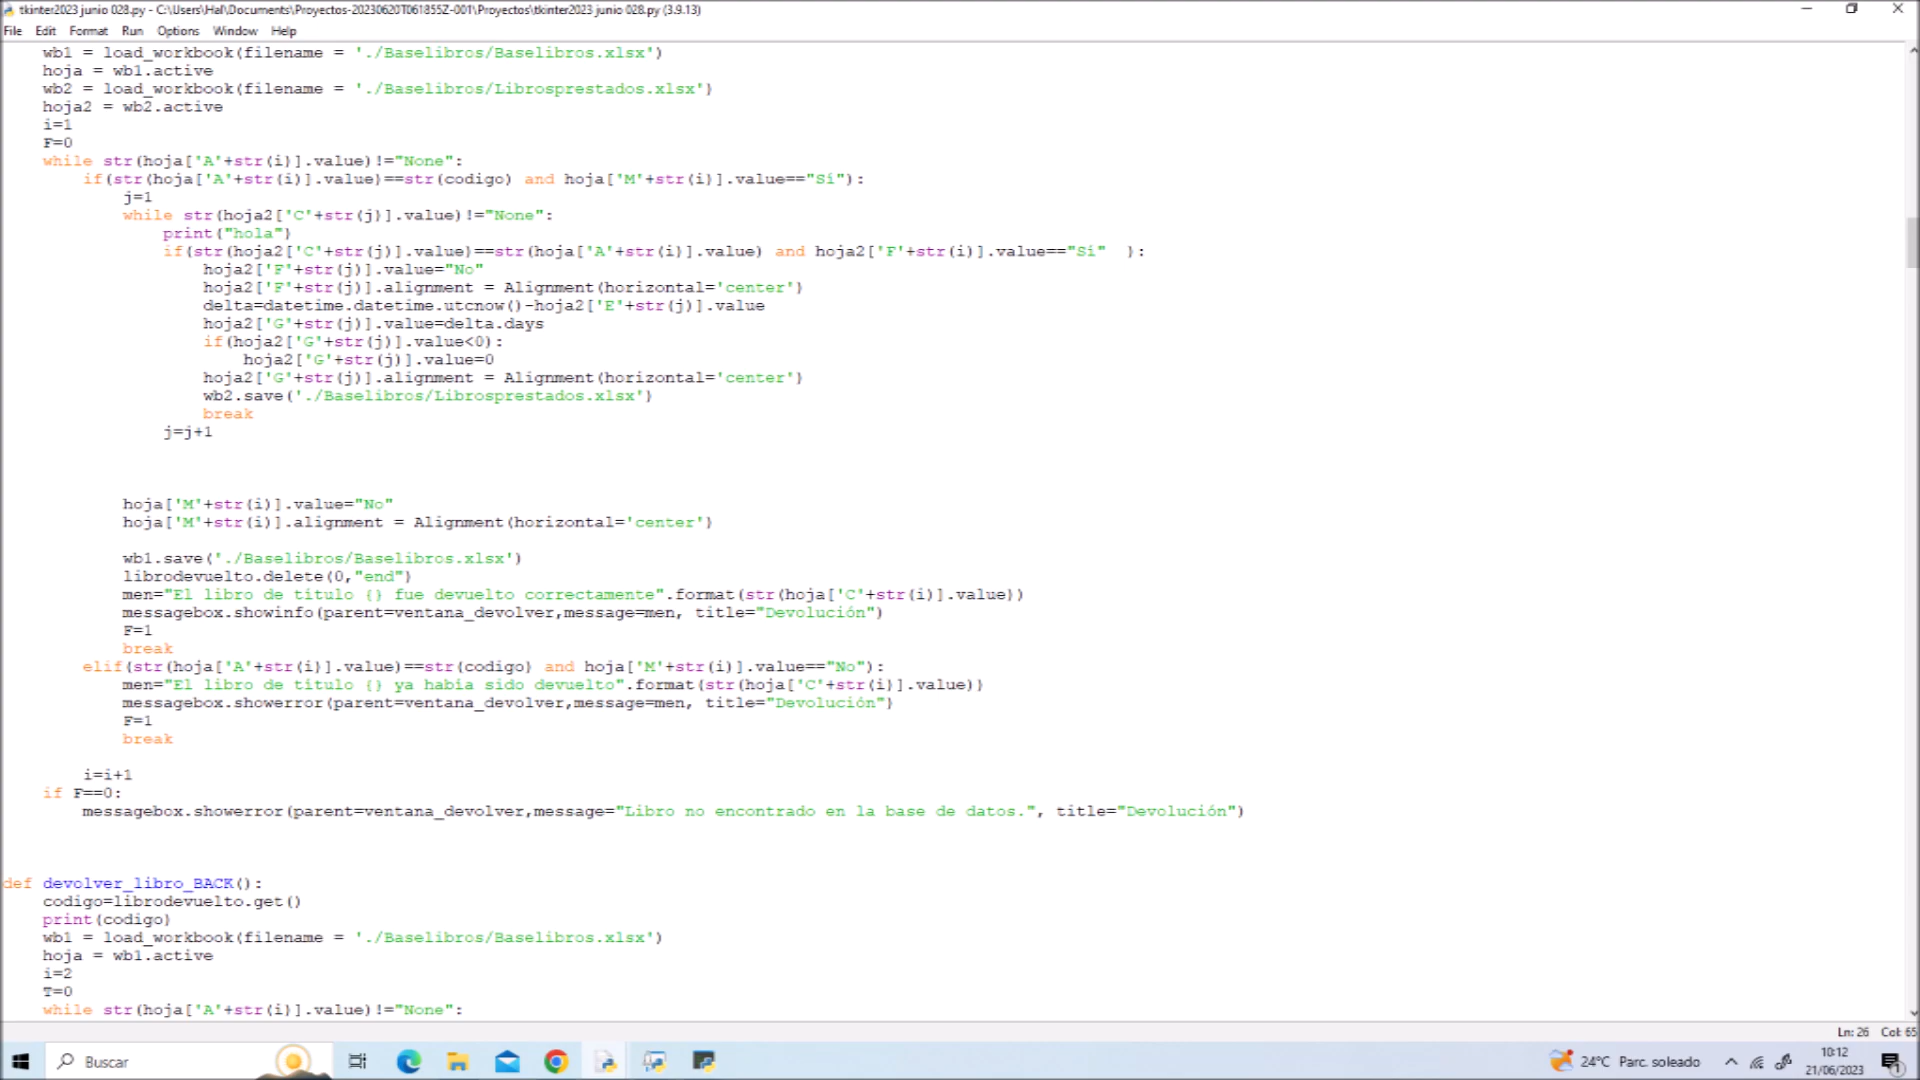 tkinter2023 junio 028.py - C:\Users\Hal\Documents\Proyectos-20230620T061855Z-001\Proyectos\tkinter2023 junio 028.py (3.9.13)
File Edit Format Run Options Window Help
wb1 = load_workbook(filename = './Baselibros/Baselibros.xlsx')
hoja = wb1.active
wb2 = load_workbook(filename = './Baselibros/Librosprestados.xlsx')
hoja2 = wb2.active
i=1
F=0
while str(hoja['A'+str(i)].value)!="None":
if(str(hoja['A'+str(i)].value)==str(codigo) and hoja['M'+str(i)].value=="Sí"):
j=1
while str(hoja2['C'+str(j)].value)!="None":
print("hola")
if(str(hoja2['C'+str(j)].value)==str(hoja['A'+str(i)].value) and hoja2['F'+str(i)].value=="Sí" ):
hoja2['F'+str(j)].value="No"
hoja2['F'+str(j)].alignment = Alignment(horizontal='center')
delta=datetime.datetime.utcnow()-hoja2['E'+str(j)].value
hoja2['G'+str(j)].value=delta.days
if(hoja2['G'+str(j)].value<0):
hoja2['G'+str(j)].value=0
hoja2['G'+str(j)].alignment = Alignment(horizontal='center')
wb2.save('./Baselibros/Librosprestados.xlsx')
break
j=j+1
hoja['M'+str(i)].value="No"
hoja['M'+str(i)].alignment = Alignment(horizontal='center')
wb1.save('./Baselibros/Baselibros.xlsx')
librodevuelto.delete(0,"end")
men="El libro de título {} fue devuelto correctamente".format(str(hoja['C'+str(i)].value))
messagebox.showinfo(parent=ventana_devolver,message=men, title="Devolución")
F=1
break
elif(str(hoja['A'+str(i)].value)==str(codigo) and hoja['M'+str(i)].value=="No"):
men="El libro de título {} ya había sido devuelto".format(str(hoja['C'+str(i)].value))
messagebox.showerror(parent=ventana_devolver,message=men, title="Devolución")
F=1
break
i=i+1
if F==0:
messagebox.showerror(parent=ventana_devolver,message="Libro no encontrado en la base de datos.", title="Devolución")
def devolver_libro_BACK():
codigo=librodevuelto.get()
print(codigo)
wb1 = load_workbook(filename = './Baselibros/Baselibros.xlsx')
hoja = wb1.active
i=2
T=0
while str(hoja['A'+str(i)].value)!="None":
Ln: 26 Col: 65
Buscar
24°C Parc. soleado
10:12
21/06/2023
1